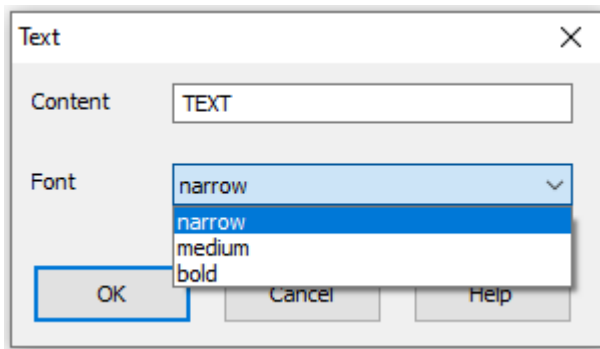 Text
Content TEXT
Font narrow
narrow
medium
bold
OK Cancel Help